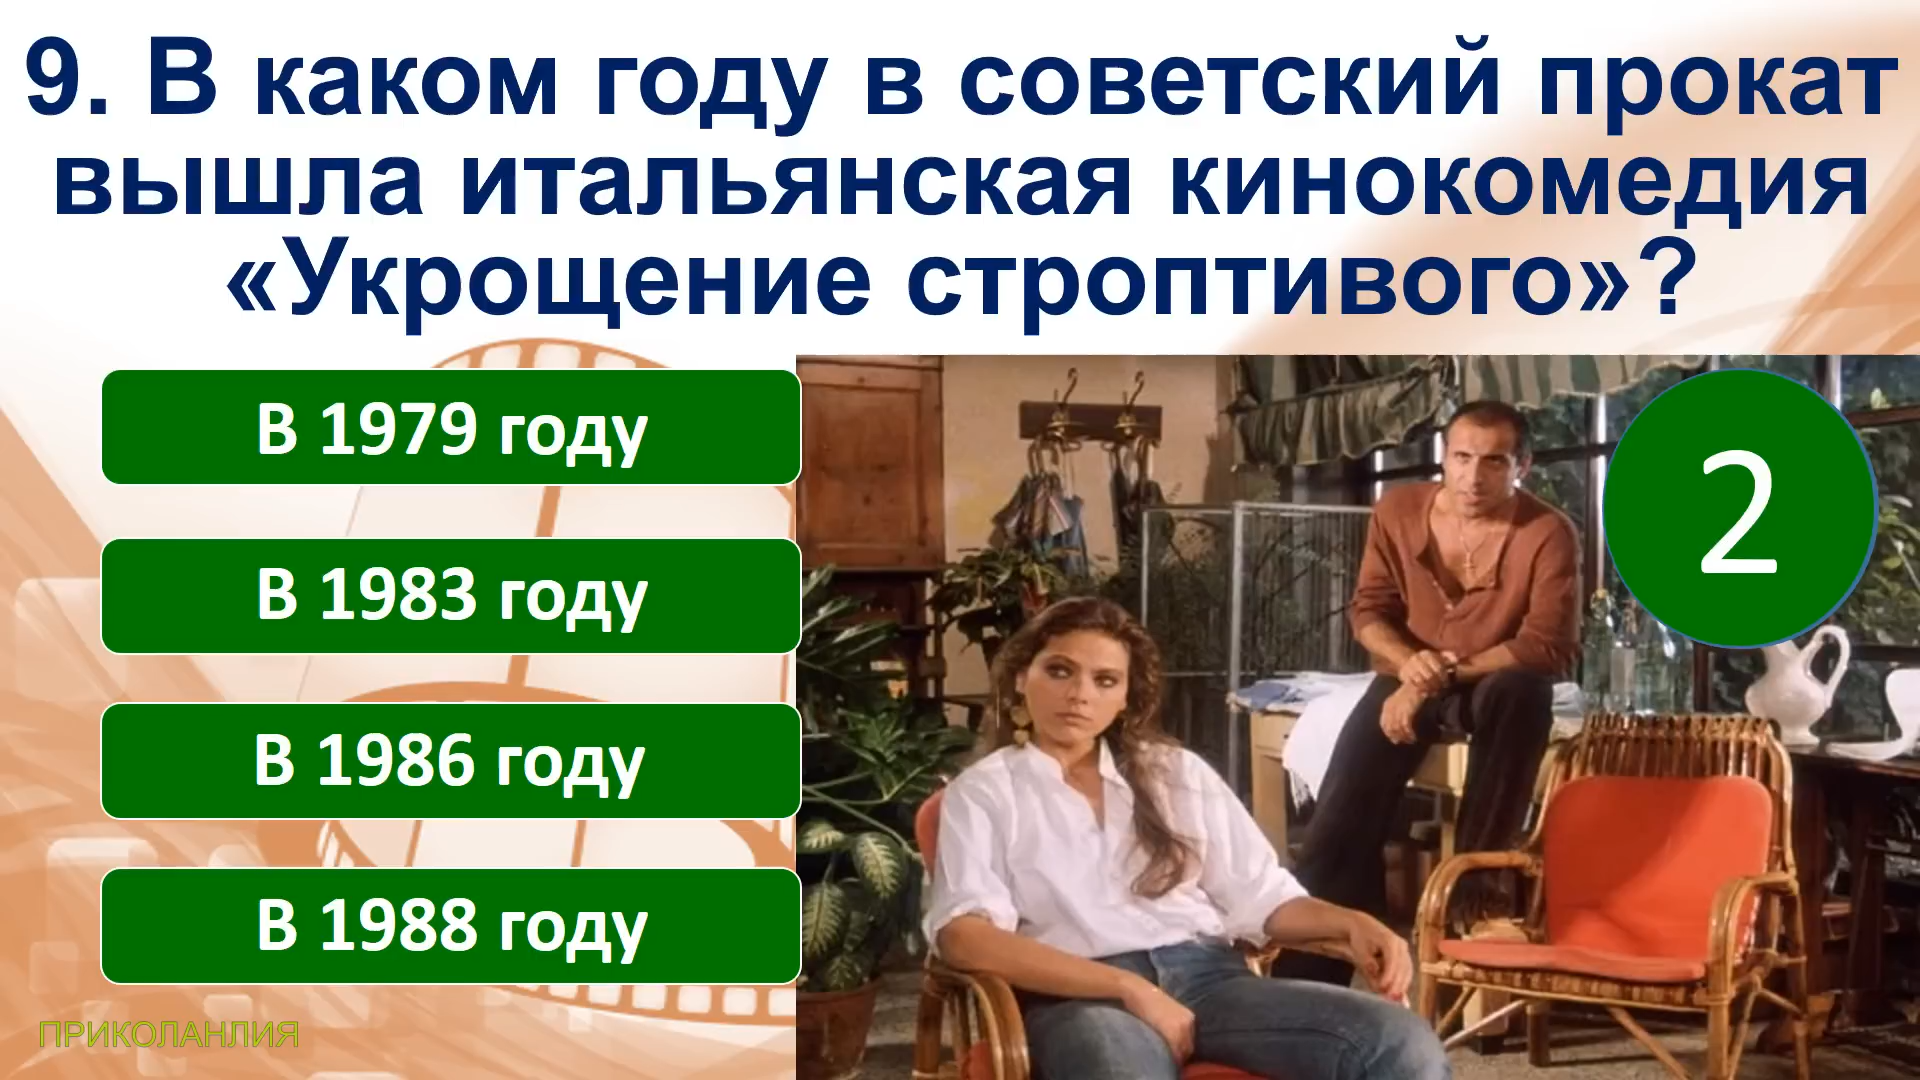 9. В каком году в советский прокат
вышла итальянская кинокомедия
«Укрощение строптивого»?
В 1979 году
2
В 1983 году
В 1986 году
В 1988 году
ПРИКОЛАНЛИЯ